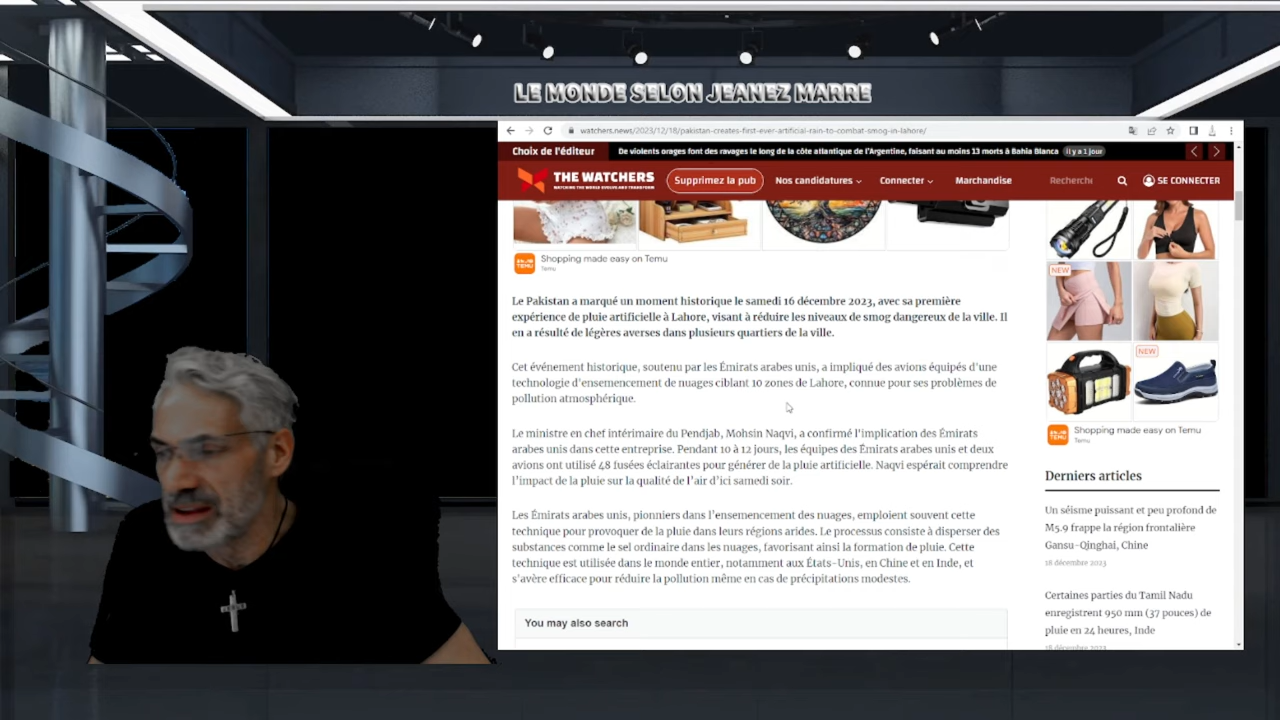 LE MONDE SELON JEANEZ MARRE
watchers.news/2023/12/18/pakistan-creates-first-ever-artificial-rain-to-combat-smog-in-lahore/
Choix de l'éditeur
De violents orages font des ravages le long de la côte atlantique de l'Argentine, faisant au moins 13 morts à Bahia Blanca
il y a 1 jour
THE WATCHERS
WATCHING THE WORLD EVOLVE AND TRANSFORM
Supprimez la pub
Nos candidatures
Connecter
Marchandise
Recherche
SE CONNECTER
TEMU
Shopping made easy on Temu
Temu
Le Pakistan a marqué un moment historique le samedi 16 décembre 2023, avec sa première
expérience de pluie artificielle à Lahore, visant à réduire les niveaux de smog dangereux de la ville. Il
en a résulté de légères averses dans plusieurs quartiers de la ville.
Cet événement historique, soutenu par les Émirats arabes unis, a impliqué des avions équipés d'une
technologie d'ensemencement de nuages ciblant 10 zones de Lahore, connue pour ses problèmes de
pollution atmosphérique.
Le ministre en chef intérimaire du Pendjab, Mohsin Naqvi, a confirmé l'implication des Émirats
arabes unis dans cette entreprise. Pendant 10 à 12 jours, les équipes des Émirats arabes unis et deux
avions ont utilisé 48 fusées éclairantes pour générer de la pluie artificielle. Naqvi espérait comprendre
l'impact de la pluie sur la qualité de l'air d'ici samedi soir.
Les Émirats arabes unis, pionniers dans l'ensemencement des nuages, emploient souvent cette
technique pour provoquer de la pluie dans leurs régions arides. Le processus consiste à disperser des
substances comme le sel ordinaire dans les nuages, favorisant ainsi la formation de pluie. Cette
technique est utilisée dans le monde entier, notamment aux États-Unis, en Chine et en Inde, et
s'avère efficace pour réduire la pollution même en cas de précipitations modestes.
You may also search
NEW
NEW
TEMU
Shopping made easy on Temu
Temu
Derniers articles
Un séisme puissant et peu profond de
M5.9 frappe la région frontalière
Gansu-Qinghai, Chine
18 décembre 2023
Certaines parties du Tamil Nadu
enregistrent 950 mm (37 pouces) de
pluie en 24 heures, Inde
18 décembre 2023